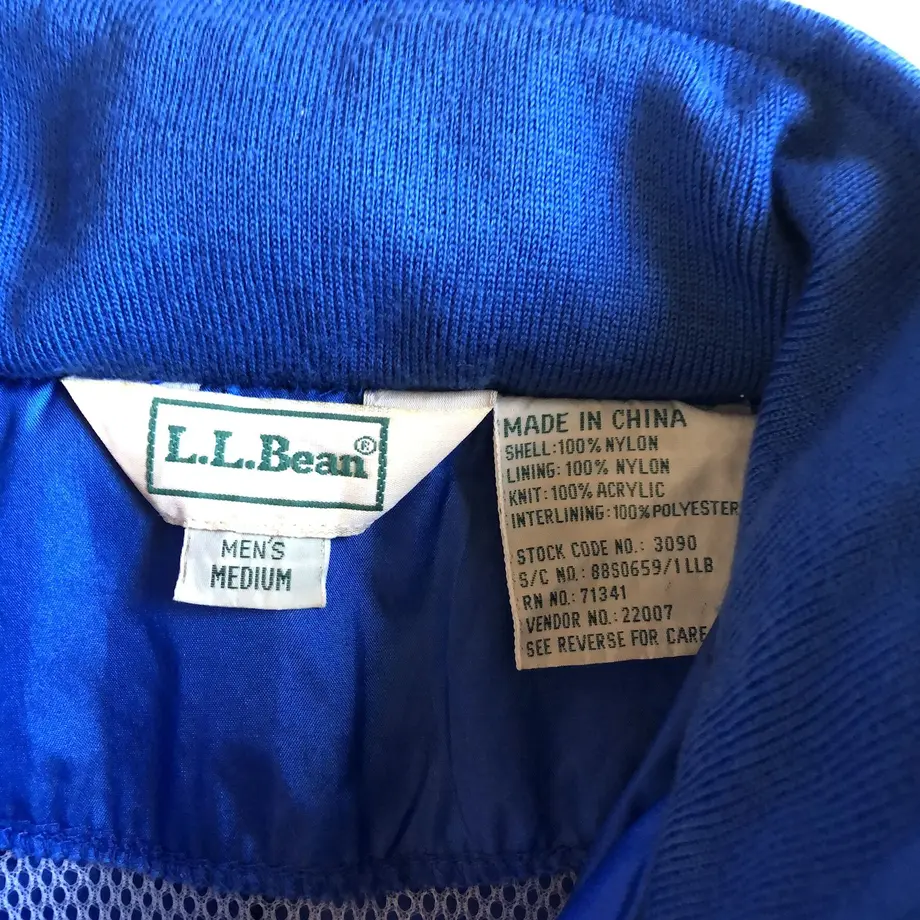 L.L.Bean®
MEN'S
MEDIUM
MADE IN CHINA
SHELL:100% NYLON
LINING:100% NYLON
KNIT:100% ACRYLIC
INTERLINING:100%POLYESTER
STOCK CODE NO.: 3090
S/C NO.: 88S0659/1 LLB
RN NO.: 71341
VENDOR NO.: 22007
SEE REVERSE FOR CARE